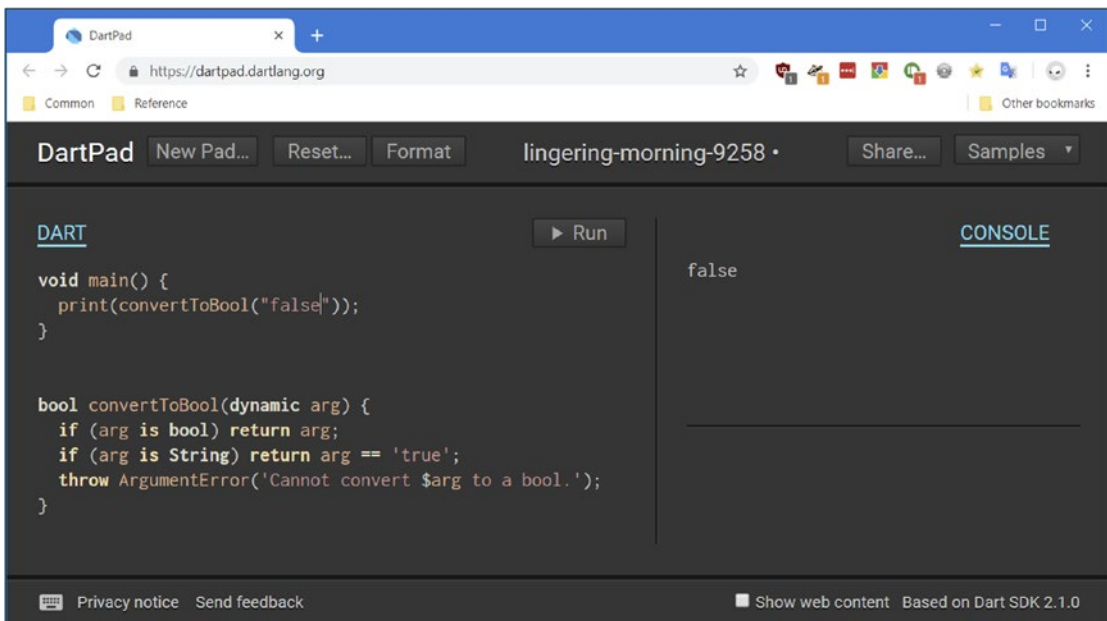 DartPad
https://dartpad.dartlang.org
Common Reference Other bookmarks
DartPad New Pad... Reset... Format lingering-morning-9258 • Share... Samples
DART Run CONSOLE
void main() {
  print(convertToBool("false"));
}
bool convertToBool(dynamic arg) {
  if (arg is bool) return arg;
  if (arg is String) return arg == 'true';
  throw ArgumentError('Cannot convert $arg to a bool.');
}
false
Privacy notice Send feedback Show web content Based on Dart SDK 2.1.0